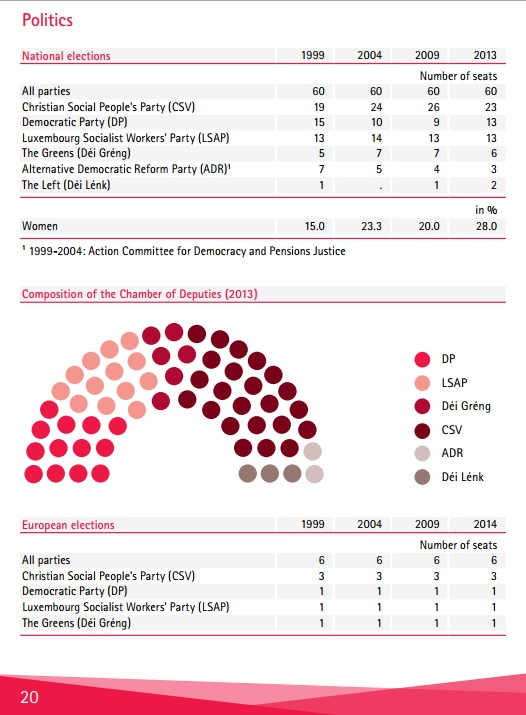 Politics
National elections 1999 2004 2009 2013
Number of seats
All parties 60 60 60 60
Christian Social People's Party (CSV) 19 24 26 23
Democratic Party (DP) 15 10 9 13
Luxembourg Socialist Workers' Party (LSAP) 13 14 13 13
The Greens (Déi Gréng) 5 7 7 6
Alternative Democratic Reform Party (ADR)¹ 7 5 4 3
The Left (Déi Lénk) 1 . 1 2
in %
Women 15.0 23.3 20.0 28.0
¹ 1999-2004: Action Committee for Democracy and Pensions Justice
Composition of the Chamber of Deputies (2013)
DP
LSAP
Déi Gréng
CSV
ADR
Déi Lénk
European elections 1999 2004 2009 2014
Number of seats
All parties 6 6 6 6
Christian Social People's Party (CSV) 3 3 3 3
Democratic Party (DP) 1 1 1 1
Luxembourg Socialist Workers' Party (LSAP) 1 1 1 1
The Greens (Déi Gréng) 1 1 1 1
20